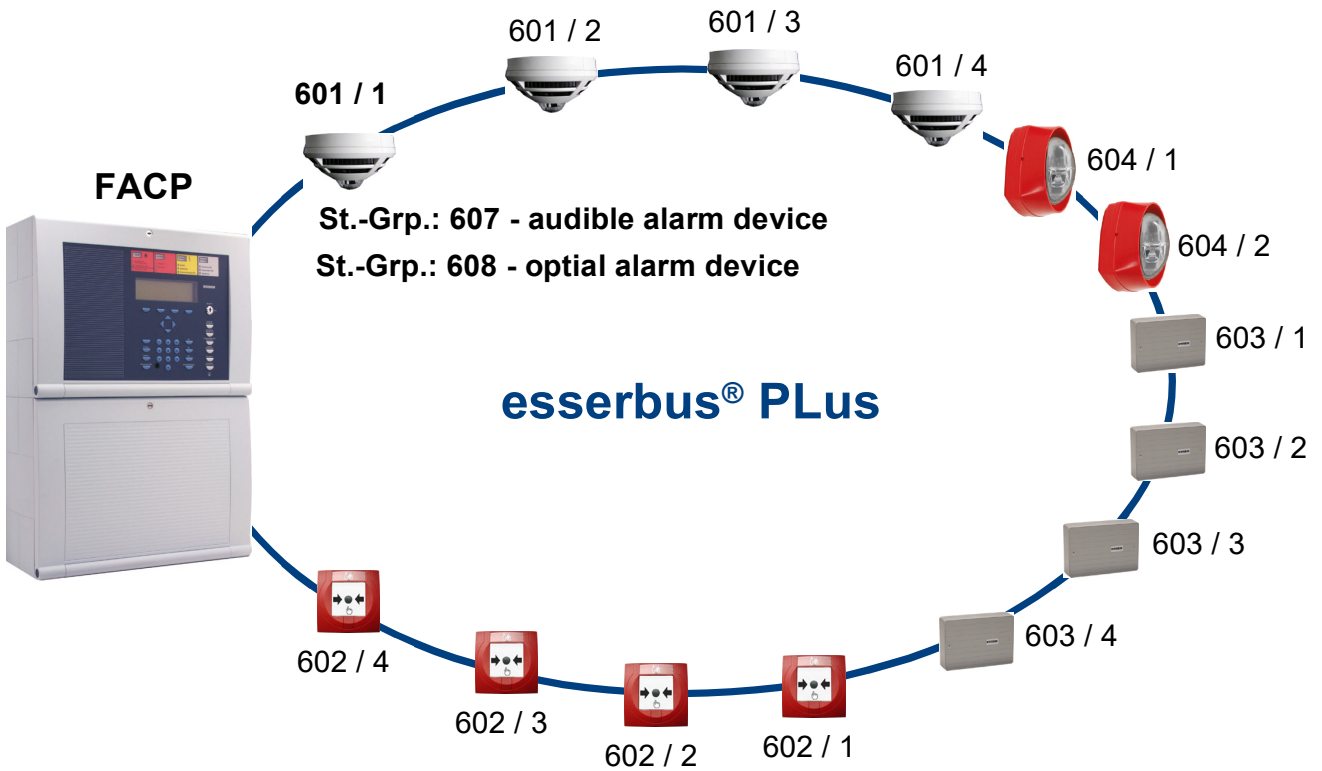 601 / 2
601 / 3
601 / 4
601 / 1
604 / 1
FACP
St.-Grp.: 607 - audible alarm device
604 / 2
St.-Grp.: 608 - optial alarm device
603 / 1
esserbus® PLus
603 / 2
603 / 3
603 / 4
602 / 4
602 / 3
602 / 2
602 / 1